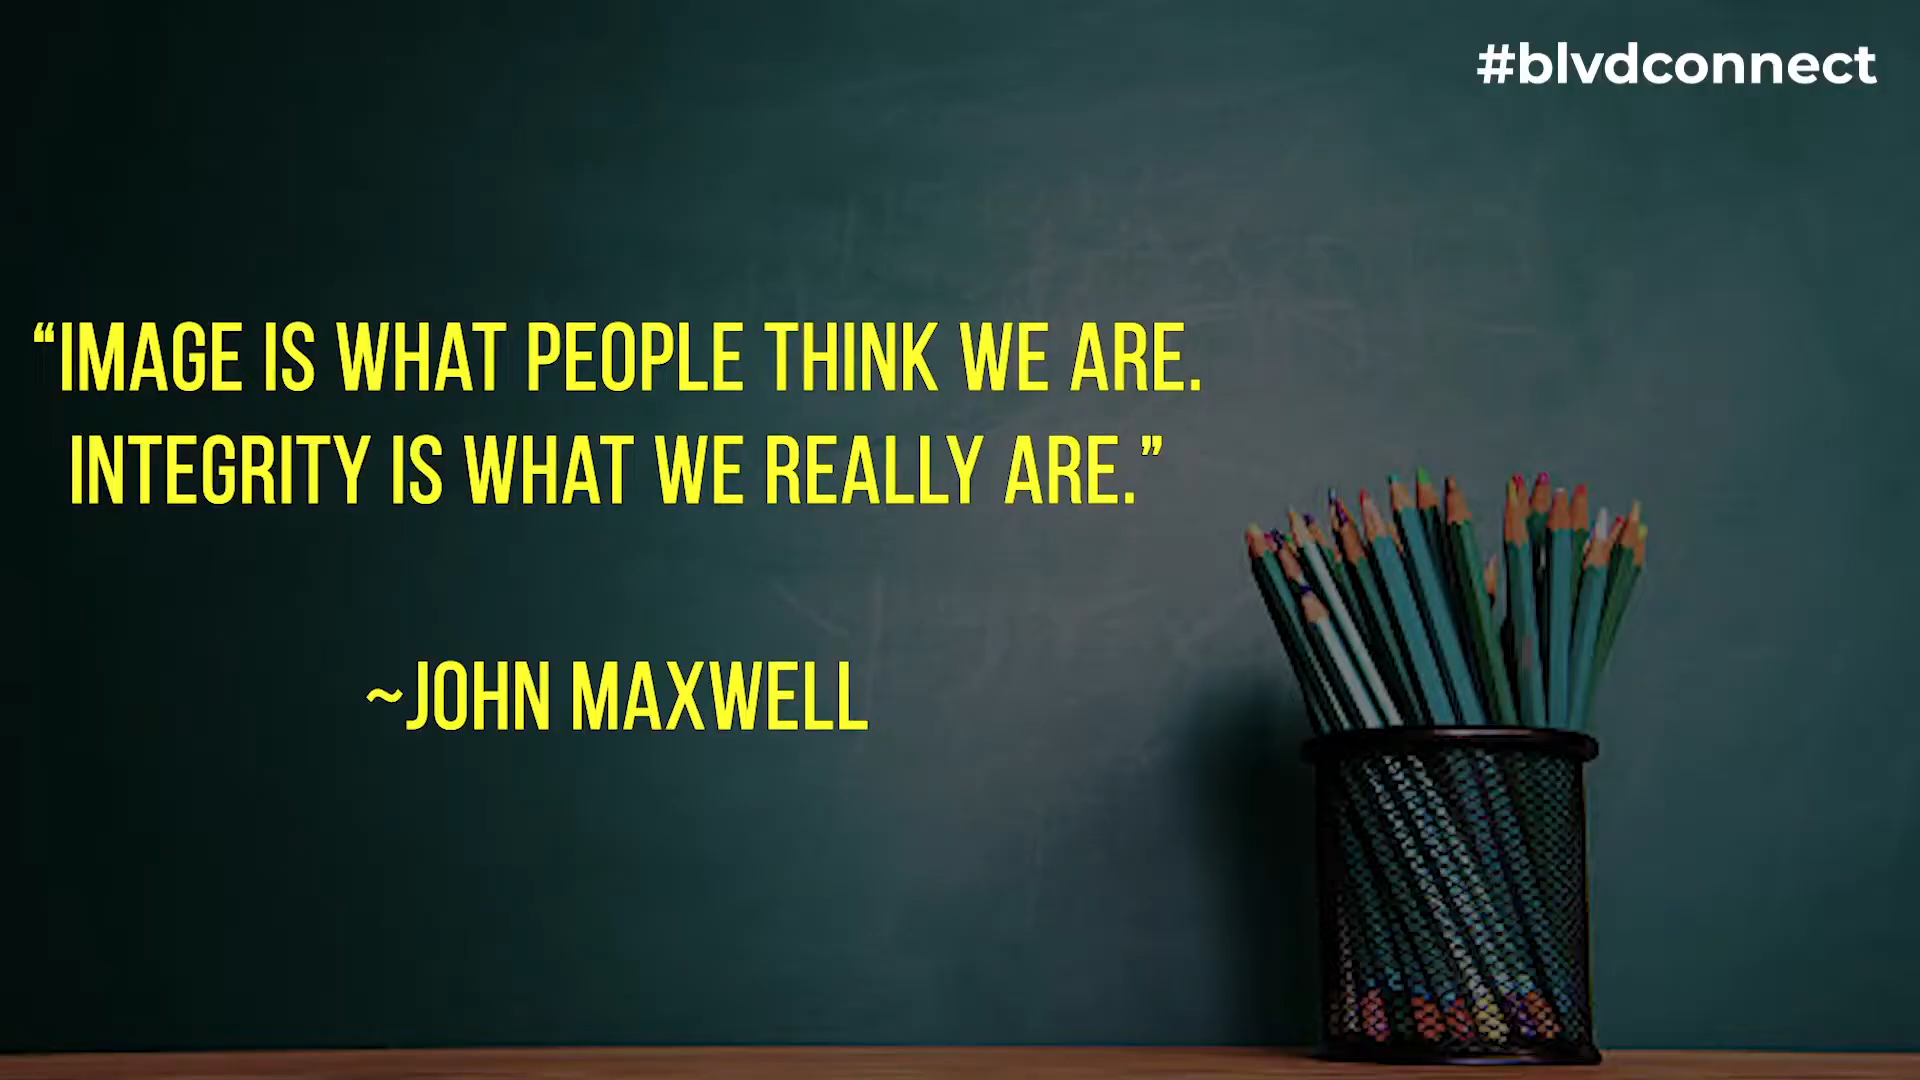 #blvdconnect
“IMAGE IS WHAT PEOPLE THINK WE ARE.
INTEGRITY IS WHAT WE REALLY ARE.”
~JOHN MAXWELL